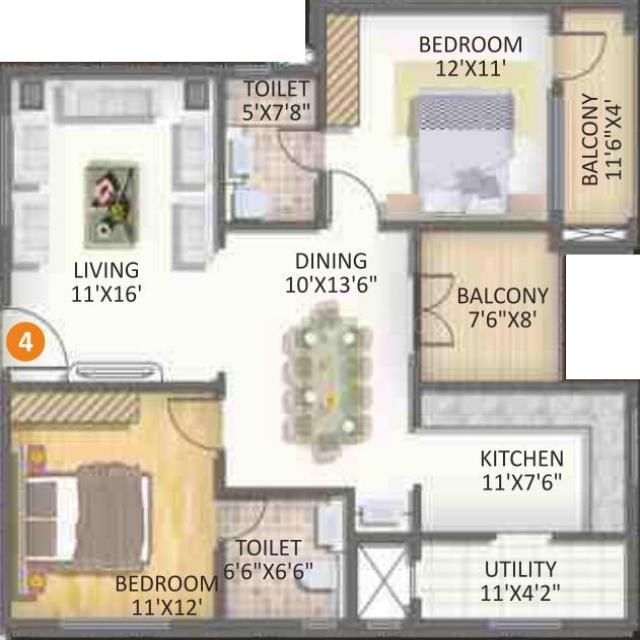 BEDROOM
12'X11'
TOILET
5'X7'8"
BALCONY
11'6"X4'
LIVING
11'X16'
DINING
10'X13'6"
BALCONY
7'6"X8'
4
KITCHEN
11'X7'6"
TOILET
6'6"X6'6"
BEDROOM
11'X12'
UTILITY
11'X4'2"